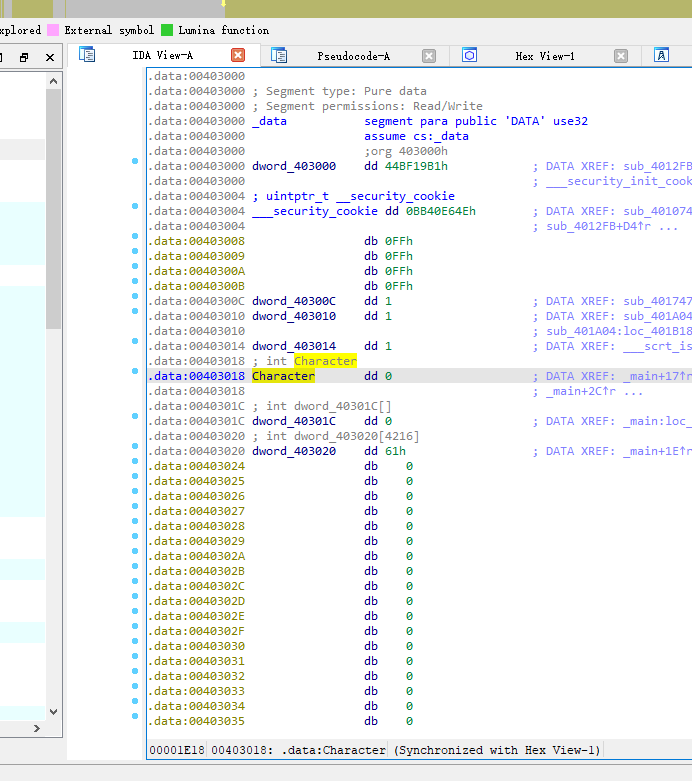 xplored External symbol Lumina function
IDA View-A Pseudocode-A Hex View-1
.data:00403000
.data:00403000 ; Segment type: Pure data
.data:00403000 ; Segment permissions: Read/Write
.data:00403000 _data segment para public 'DATA' use32
.data:00403000 assume cs:_data
.data:00403000 ;org 403000h
.data:00403000 dword_403000 dd 44BF19B1h ; DATA XREF: sub_4012FB
.data:00403000 ; ___security_init_cook
.data:00403004 ; uintptr_t __security_cookie
.data:00403004 ___security_cookie dd 0BB40E64Eh ; DATA XREF: sub_401074
.data:00403004 ; sub_4012FB+D4↑r ...
.data:00403008 db 0FFh
.data:00403009 db 0FFh
.data:0040300A db 0FFh
.data:0040300B db 0FFh
.data:0040300C dword_40300C dd 1 ; DATA XREF: sub_401747
.data:00403010 dword_403010 dd 1 ; DATA XREF: sub_401A04
.data:00403010 ; sub_401A04:loc_401B18
.data:00403014 dword_403014 dd 1 ; DATA XREF: ___scrt_is
.data:00403018 ; int Character
.data:00403018 Character dd 0 ; DATA XREF: _main+17↑r
.data:00403018 ; _main+2C↑r ...
.data:0040301C ; int dword_40301C[]
.data:0040301C dword_40301C dd 0 ; DATA XREF: _main:loc_
.data:00403020 ; int dword_403020[4216]
.data:00403020 dword_403020 dd 61h ; DATA XREF: _main+1E↑r
.data:00403024 db 0
.data:00403025 db 0
.data:00403026 db 0
.data:00403027 db 0
.data:00403028 db 0
.data:00403029 db 0
.data:0040302A db 0
.data:0040302B db 0
.data:0040302C db 0
.data:0040302D db 0
.data:0040302E db 0
.data:0040302F db 0
.data:00403030 db 0
.data:00403031 db 0
.data:00403032 db 0
.data:00403033 db 0
.data:00403034 db 0
.data:00403035 db 0
00001E18 00403018: .data:Character (Synchronized with Hex View-1)